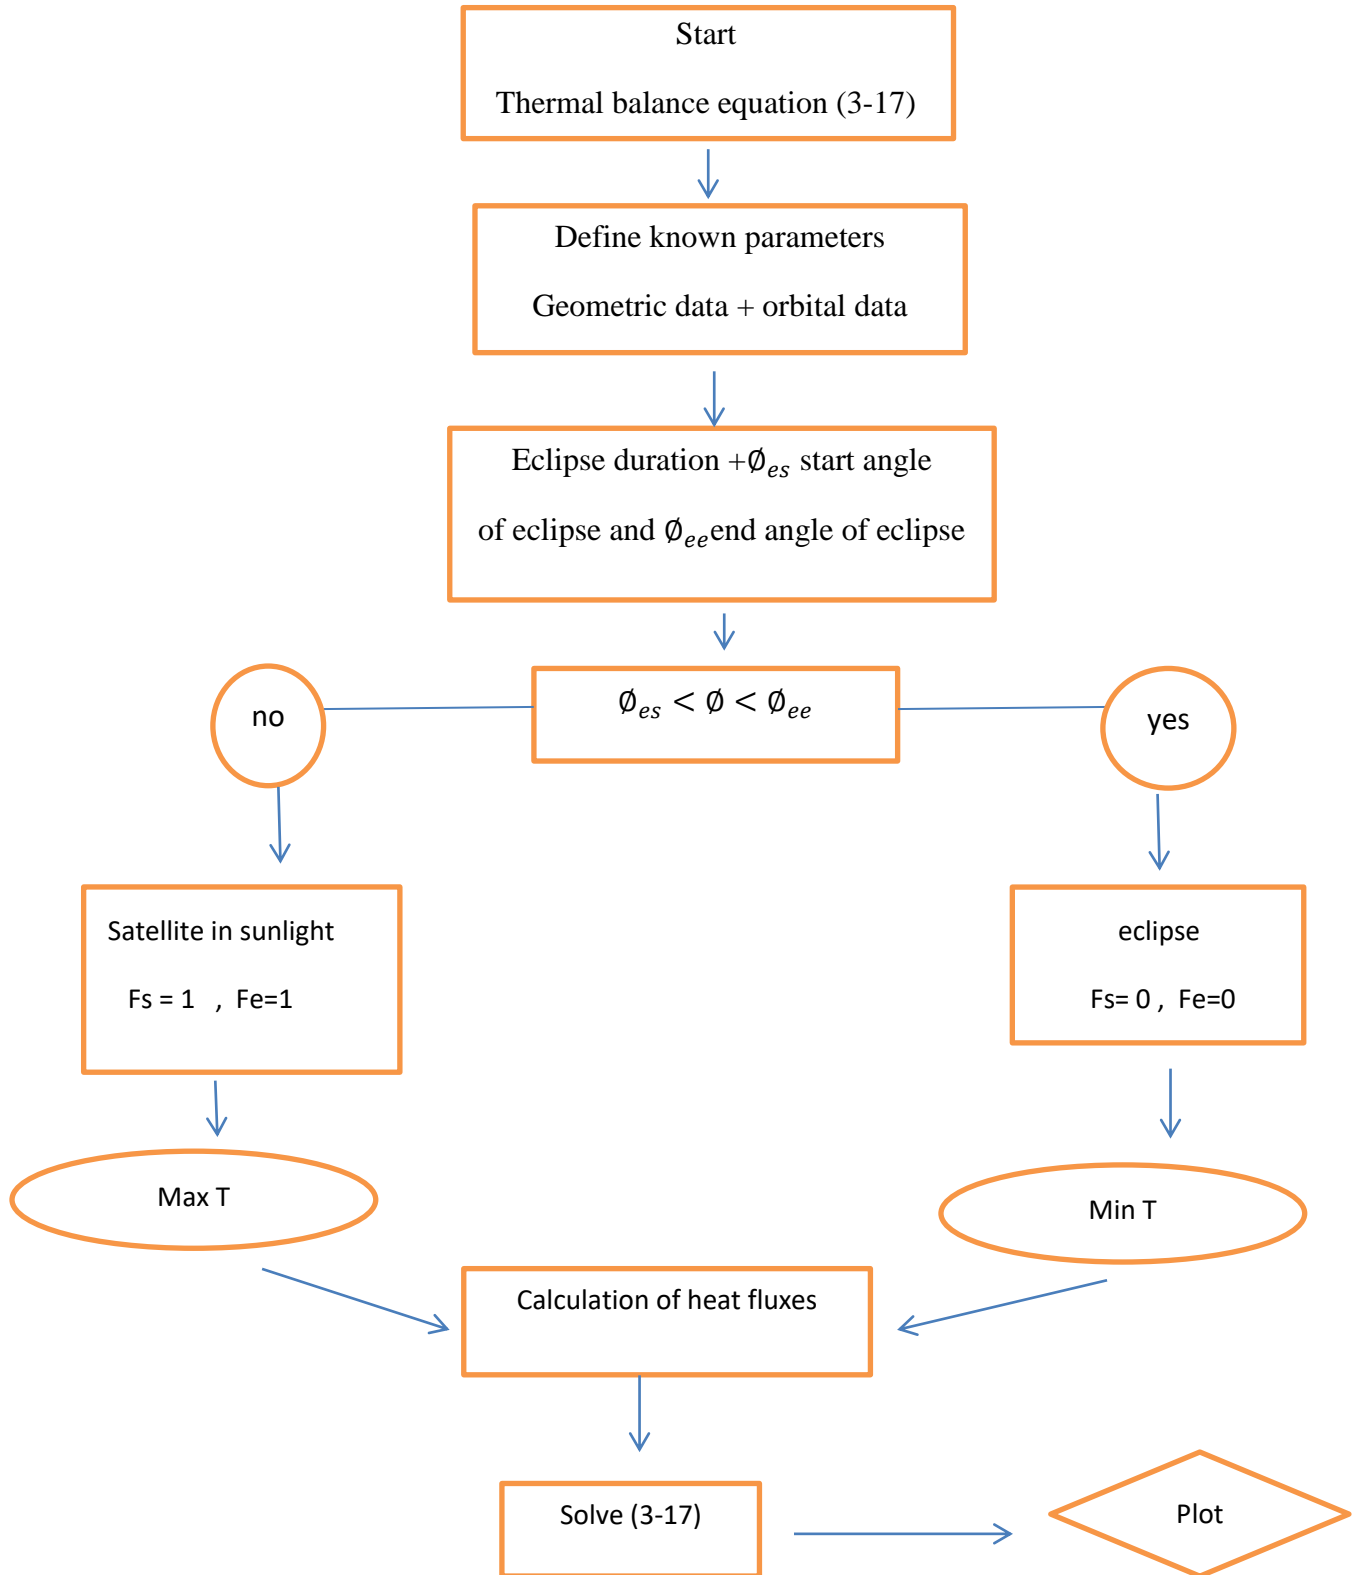 Start
Thermal balance equation (3-17)
Define known parameters
Geometric data + orbital data
Eclipse duration +∅es start angle
of eclipse and ∅ee end angle of eclipse
no
∅es < ∅ < ∅ee
yes
Satellite in sunlight
Fs = 1 , Fe=1
eclipse
Fs= 0 , Fe=0
Max T
Min T
Calculation of heat fluxes
Solve (3-17)
Plot